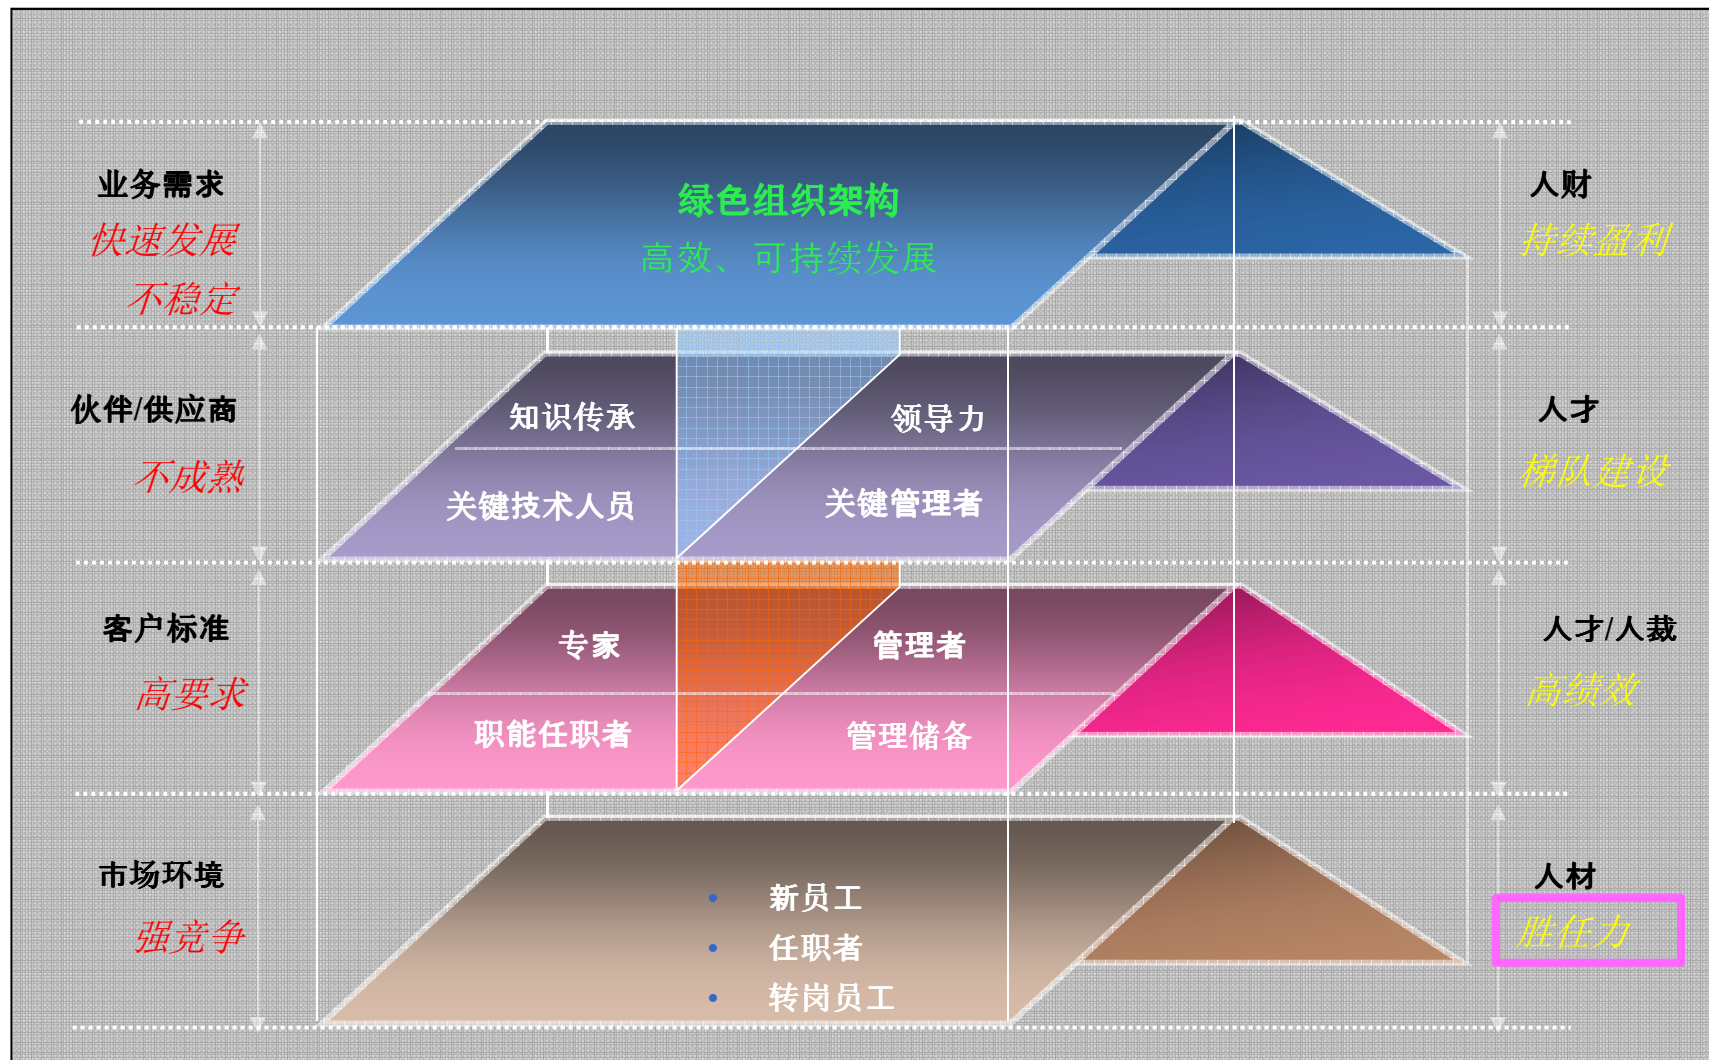 业务需求
快速发展
不稳定
绿色组织架构
高效、可持续发展
人财
持续盈利
伙伴/供应商
不成熟
知识传承
领导力
关键技术人员
关键管理者
人才
梯队建设
客户标准
高要求
专家
管理者
职能任职者
管理储备
人才/人裁
高绩效
市场环境
强竞争
• 新员工
• 任职者
• 转岗员工
人材
胜任力